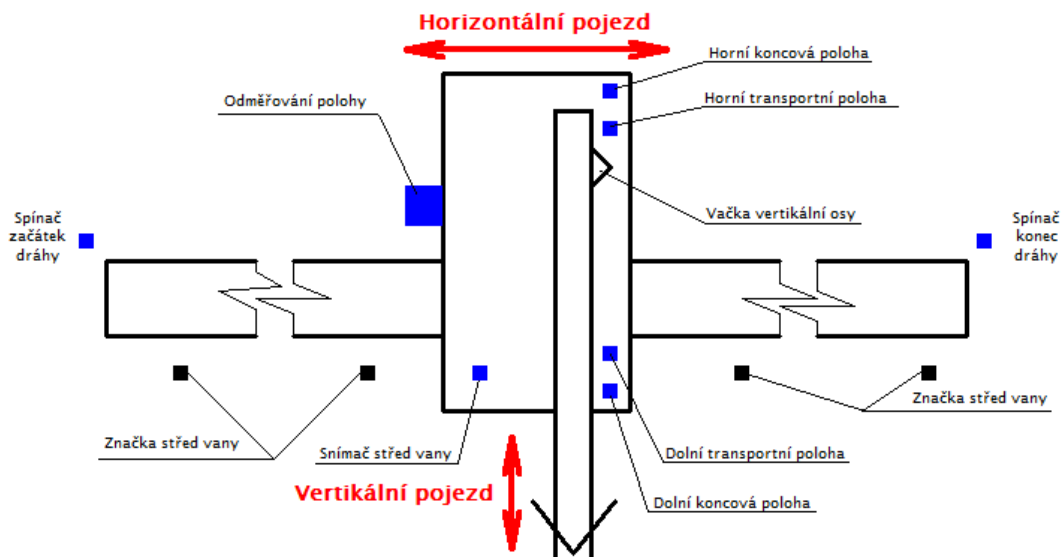 Horizontální pojezd
Horní koncová poloha
Odměřování polohy
Horní transportní poloha
Spínač
začátek
dráhy
Vačka vertikální osy
Spínač
konec
dráhy
Značka střed vany
Snímač střed vany
Značka střed vany
Dolní transportní poloha
Vertikální pojezd
Dolní koncová poloha